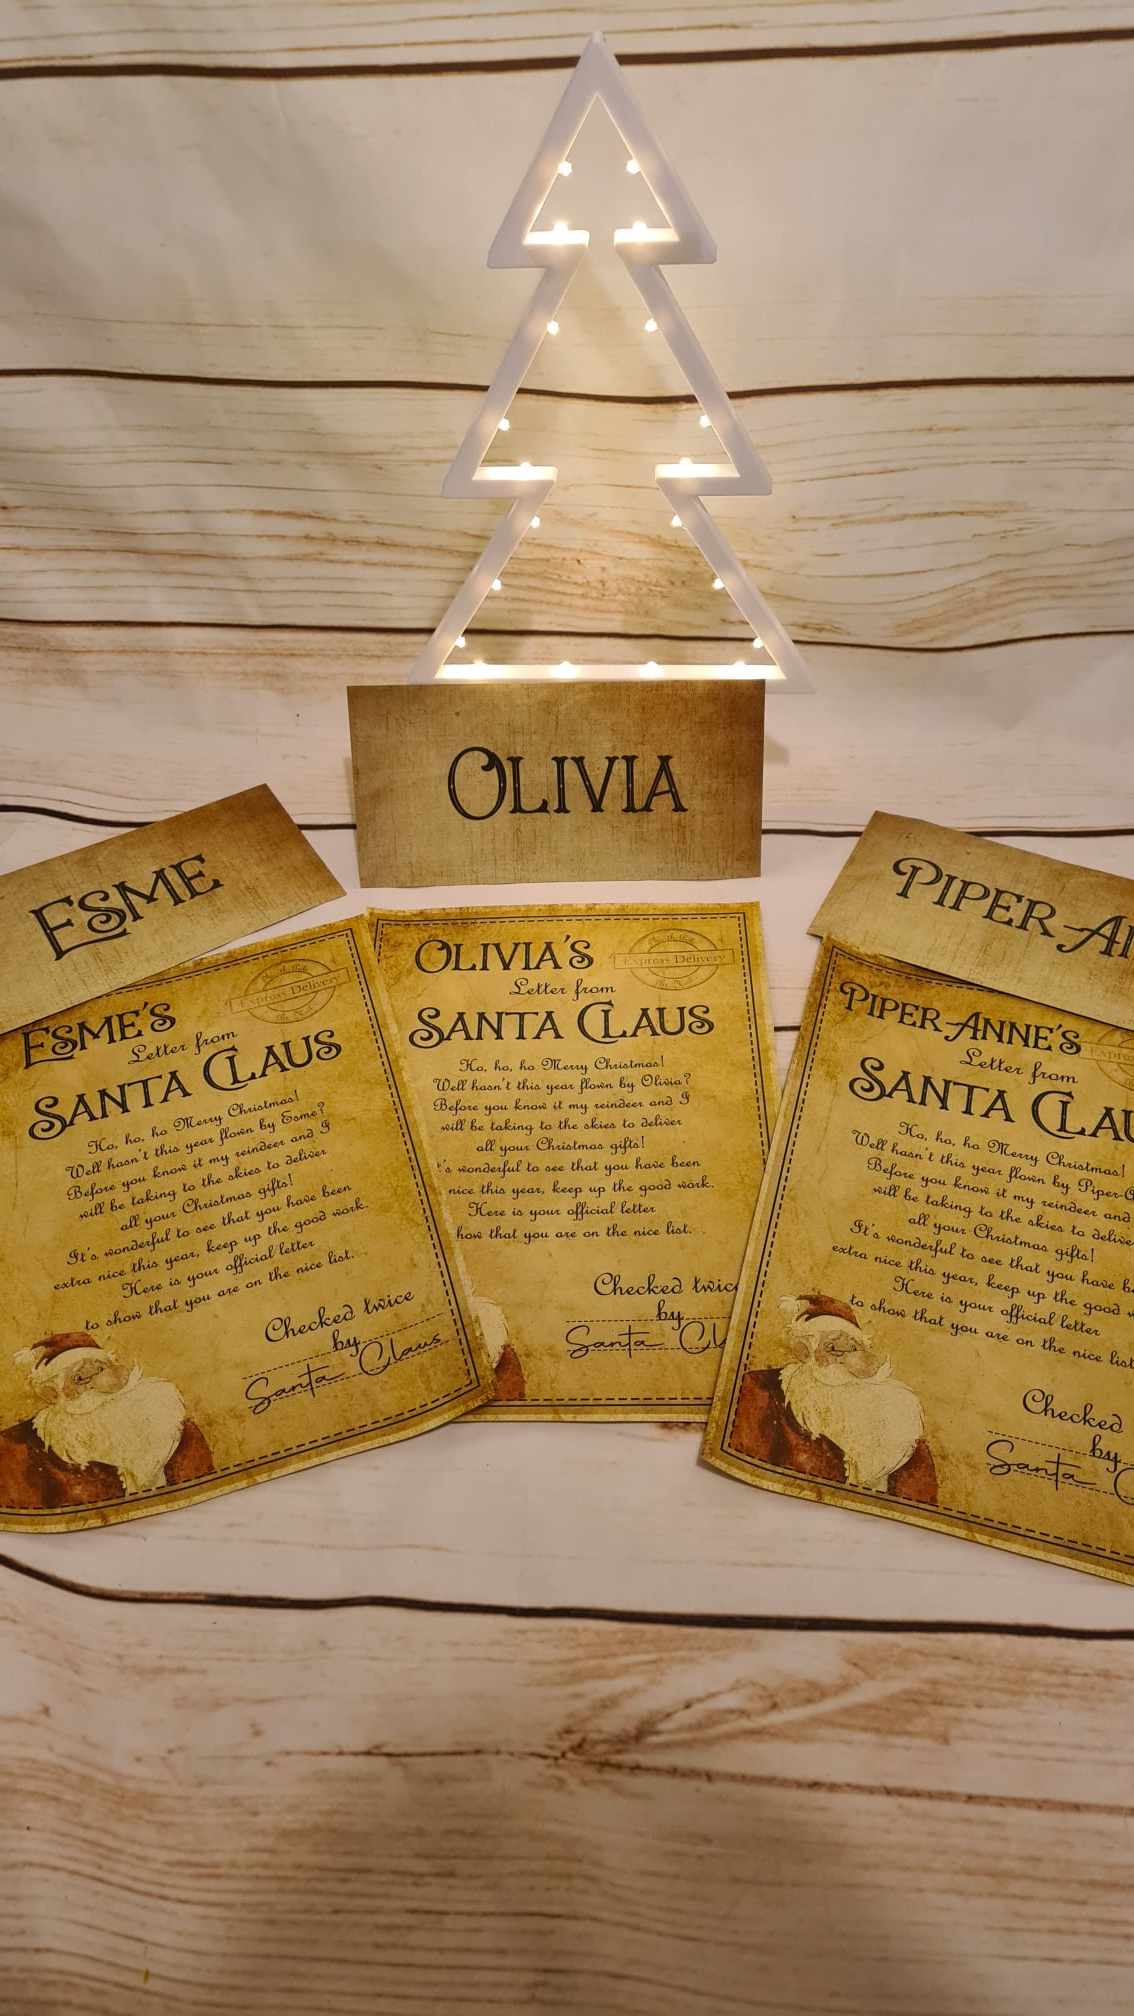 OLIVIA
ESME
PIPER-A
ESME'S
Express Delivery
Letter from
SANTA CLAUS
Ho, ho, ho Merry Christmas!
Well hasn't this year flown by Esme?
Before you know it my reindeer and I
will be taking to the skies to deliver
all your Christmas gifts!
It's wonderful to see that you have been
extra nice this year, keep up the good work.
Here is your official letter
to show that you are on the nice list.
Checked twice
by
Santa Claus
OLIVIA'S
Express Delivery
Letter from
SANTA CLAUS
Ho, ho, ho Merry Christmas!
Well hasn't this year flown by Olivia?
Before you know it my reindeer and I
will be taking to the skies to deliver
all your Christmas gifts!
t's wonderful to see that you have been
nice this year, keep up the good work.
Here is your official letter
how that you are on the nice list.
Checked twic
by
Santa Cl
PIPER-ANNE'S
Express
Letter from
SANTA CLAU
Ho, ho, ho Merry Christmas!
Well hasn't this year flown by Piper-
Before you know it my reindeer and
will be taking to the skies to delive
all your Christmas gifts!
It's wonderful to see that you have b
extra nice this year, keep up the good
Here is your official letter
to show that you are on the nice list
Checked
by
Santa